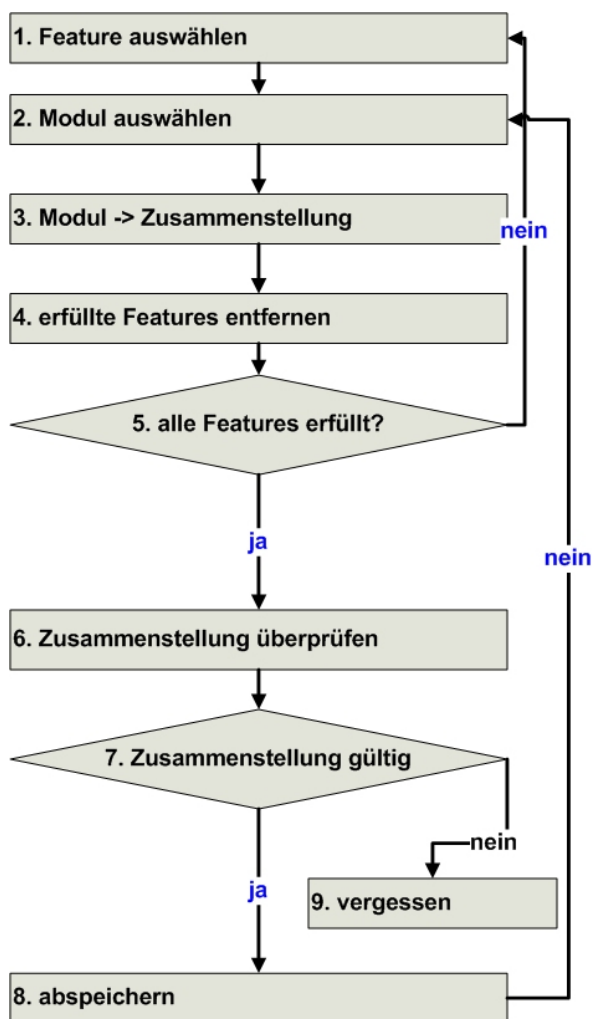 1. Feature auswählen
2. Modul auswählen
3. Modul -> Zusammenstellung
nein
4. erfüllte Features entfernen
5. alle Features erfüllt?
ja
nein
6. Zusammenstellung überprüfen
7. Zusammenstellung gültig
nein
ja
9. vergessen
8. abspeichern